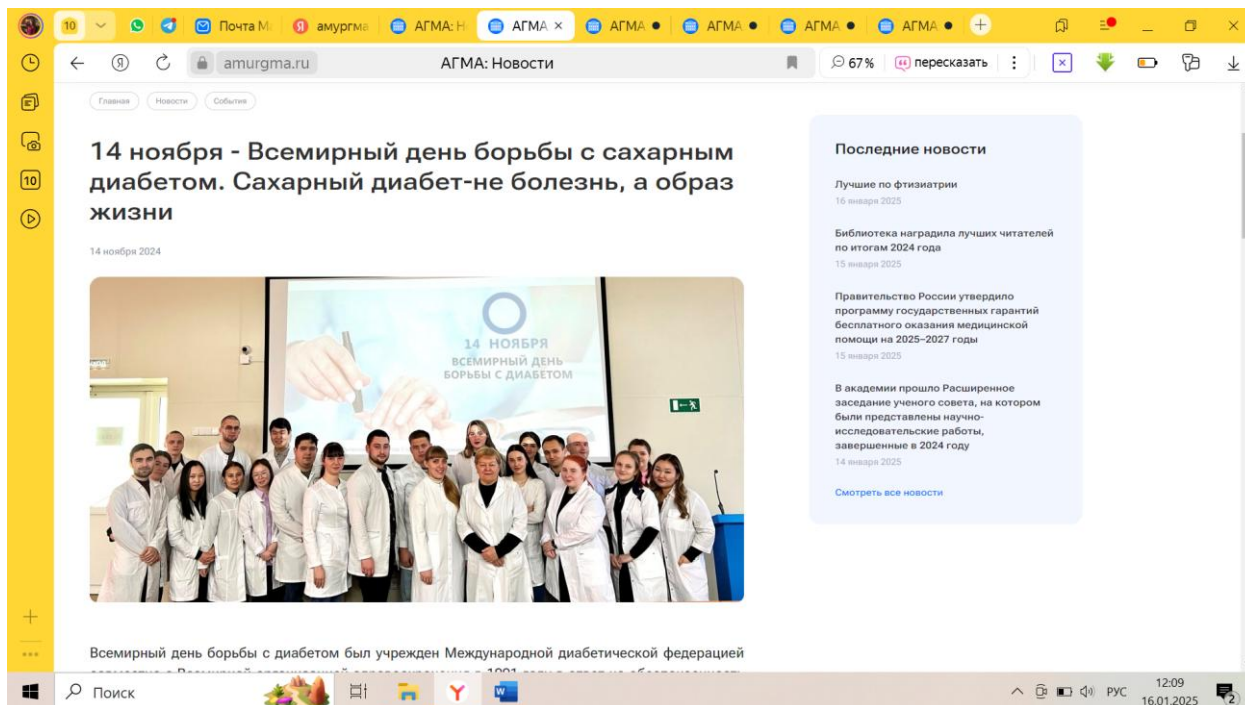 10
Почта М
амургма
АГМА: Н
АГМА
АГМА
АГМА
АГМА
АГМА
amurgma.ru
АГМА: Новости
67 %
пересказать
Главная
Новости
События
14 ноября - Всемирный день борьбы с сахарным
диабетом. Сахарный диабет-не болезнь, а образ
жизни
14 ноября 2024
14 НОЯБРЯ
ВСЕМИРНЫЙ ДЕНЬ
БОРЬБЫ С ДИАБЕТОМ
Всемирный день борьбы с диабетом был учрежден Международной диабетической федерацией
Последние новости
Лучшие по фтизиатрии
16 января 2025
Библиотека наградила лучших читателей
по итогам 2024 года
15 января 2025
Правительство России утвердило
программу государственных гарантий
бесплатного оказания медицинской
помощи на 2025–2027 годы
15 января 2025
В академии прошло Расширенное
заседание ученого совета, на котором
были представлены научно-
исследовательские работы,
завершенные в 2024 году
14 января 2025
Смотреть все новости
10
Поиск
РУС
12:09
16.01.2025
2